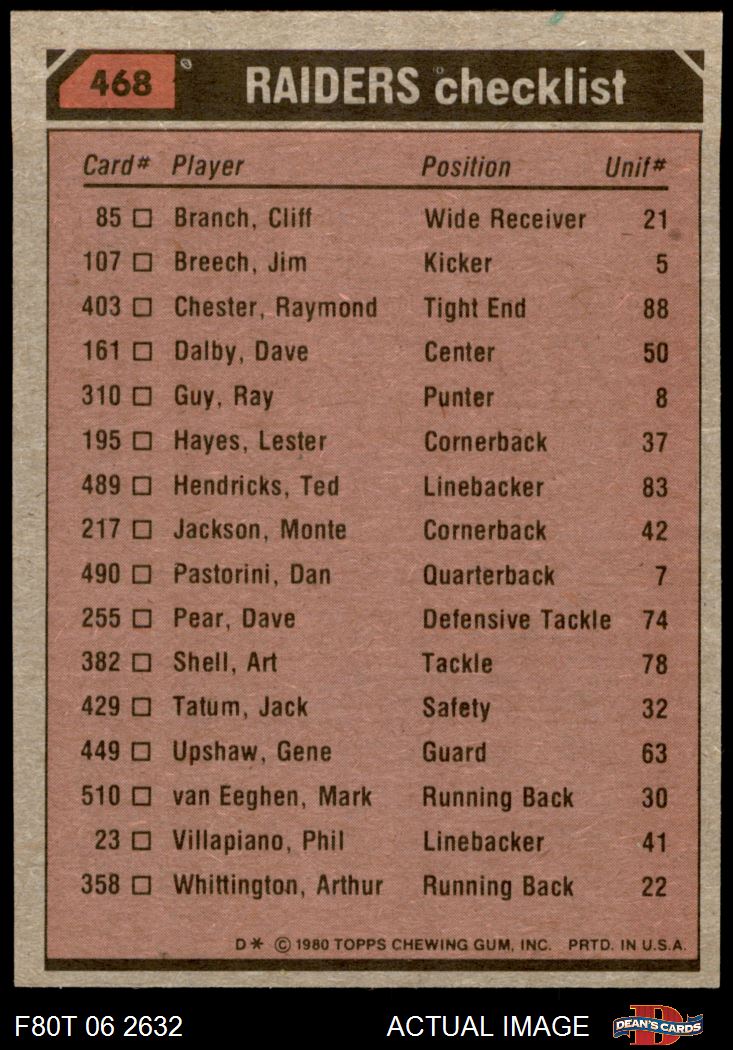 468 RAIDERS checklist
Card# Player Position Unif#
85 Branch, Cliff Wide Receiver 21
107 Breech, Jim Kicker 5
403 Chester, Raymond Tight End 88
161 Dalby, Dave Center 50
310 Guy, Ray Punter 8
195 Hayes, Lester Cornerback 37
489 Hendricks, Ted Linebacker 83
217 Jackson, Monte Cornerback 42
490 Pastorini, Dan Quarterback 7
255 Pear, Dave Defensive Tackle 74
382 Shell, Art Tackle 78
429 Tatum, Jack Safety 32
449 Upshaw, Gene Guard 63
510 van Eeghen, Mark Running Back 30
23 Villapiano, Phil Linebacker 41
358 Whittington, Arthur Running Back 22
D* © 1980 TOPPS CHEWING GUM, INC. PRTD. IN U.S.A.
F80T 06 2632 ACTUAL IMAGE D DEAN'S CARDS